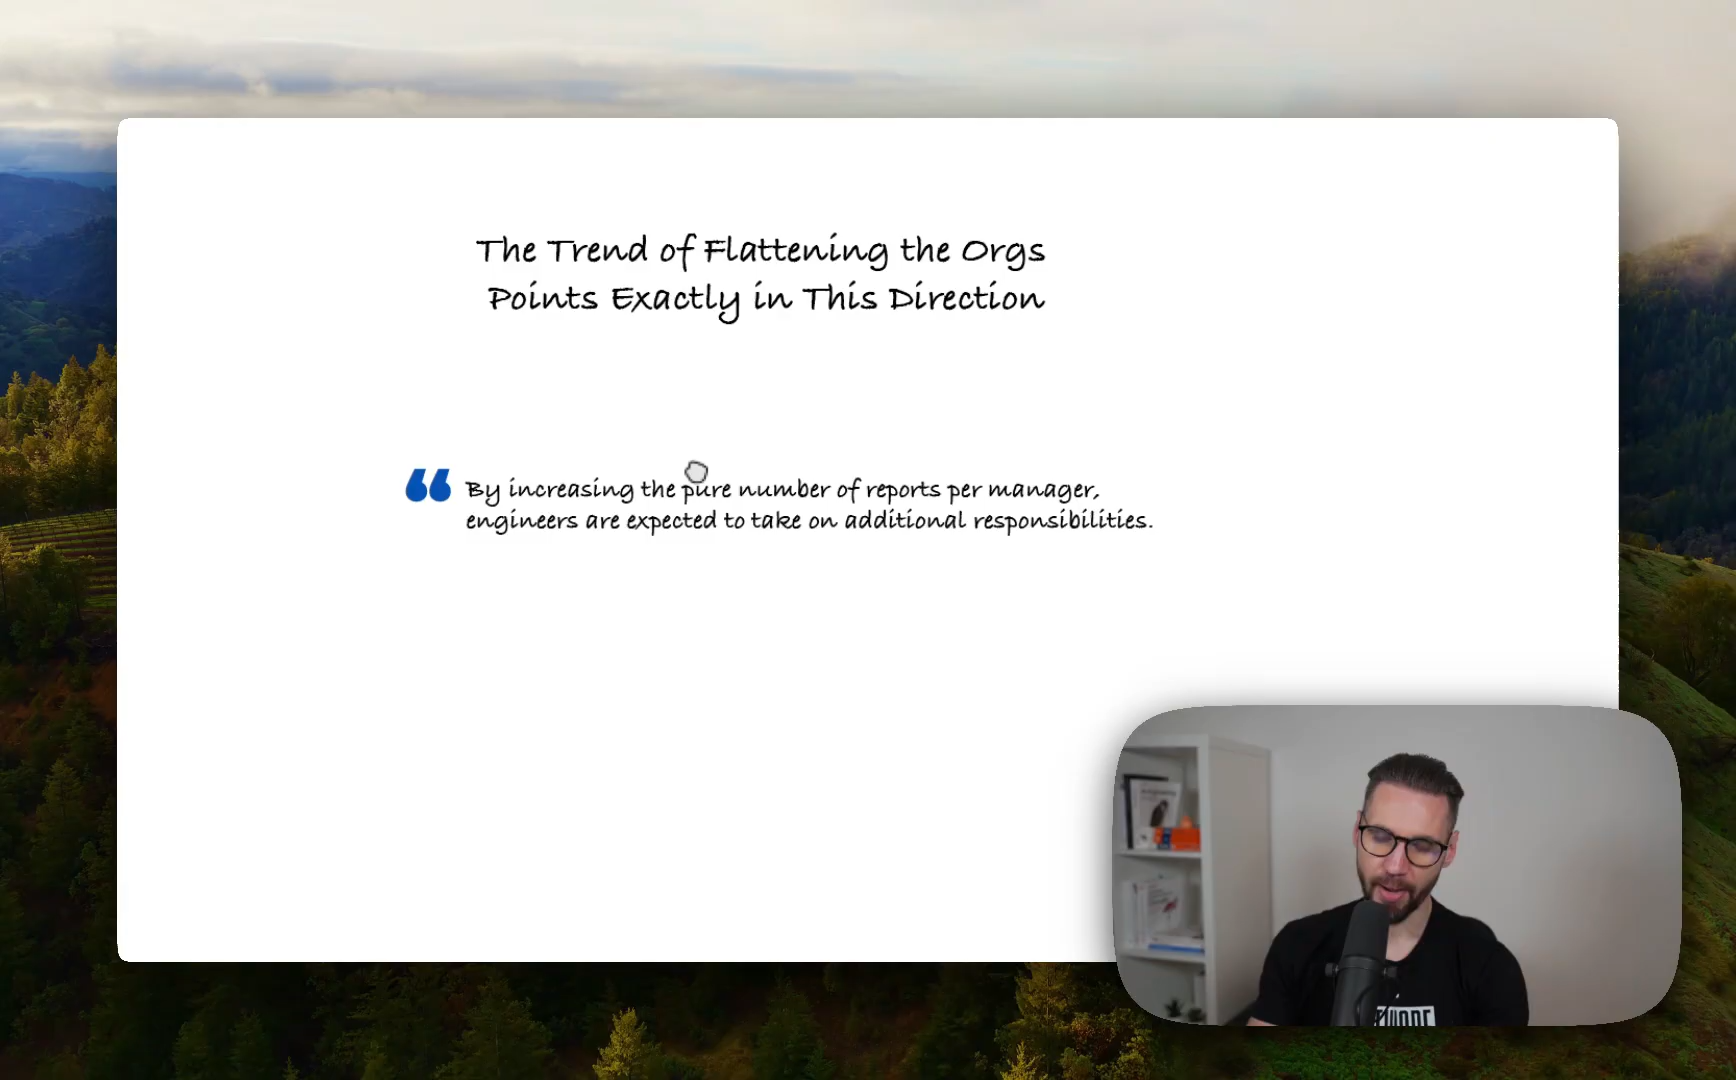 The Trend of Flattening the Orgs
Points Exactly in This Direction
❝ By increasing the pure number of reports per manager,
engineers are expected to take on additional responsibilities.